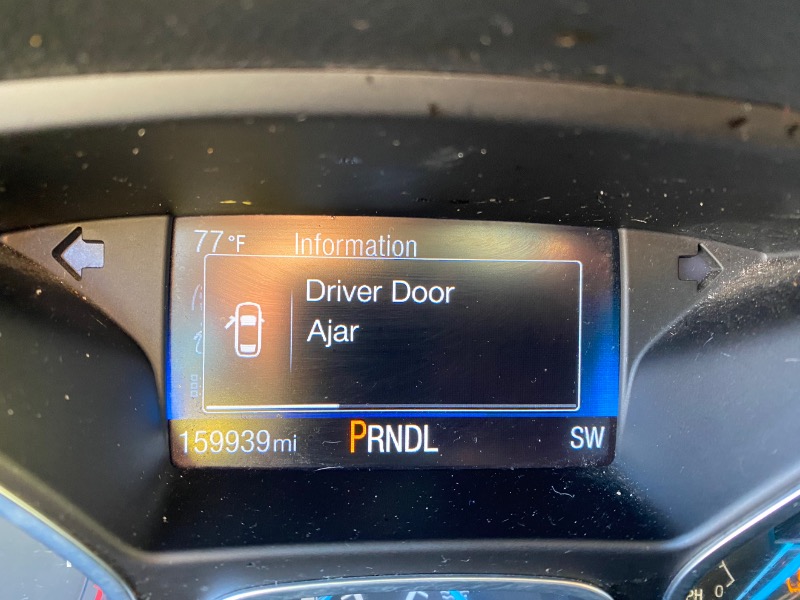 77°F Information
Driver Door
Ajar
159939mi PRNDL SW